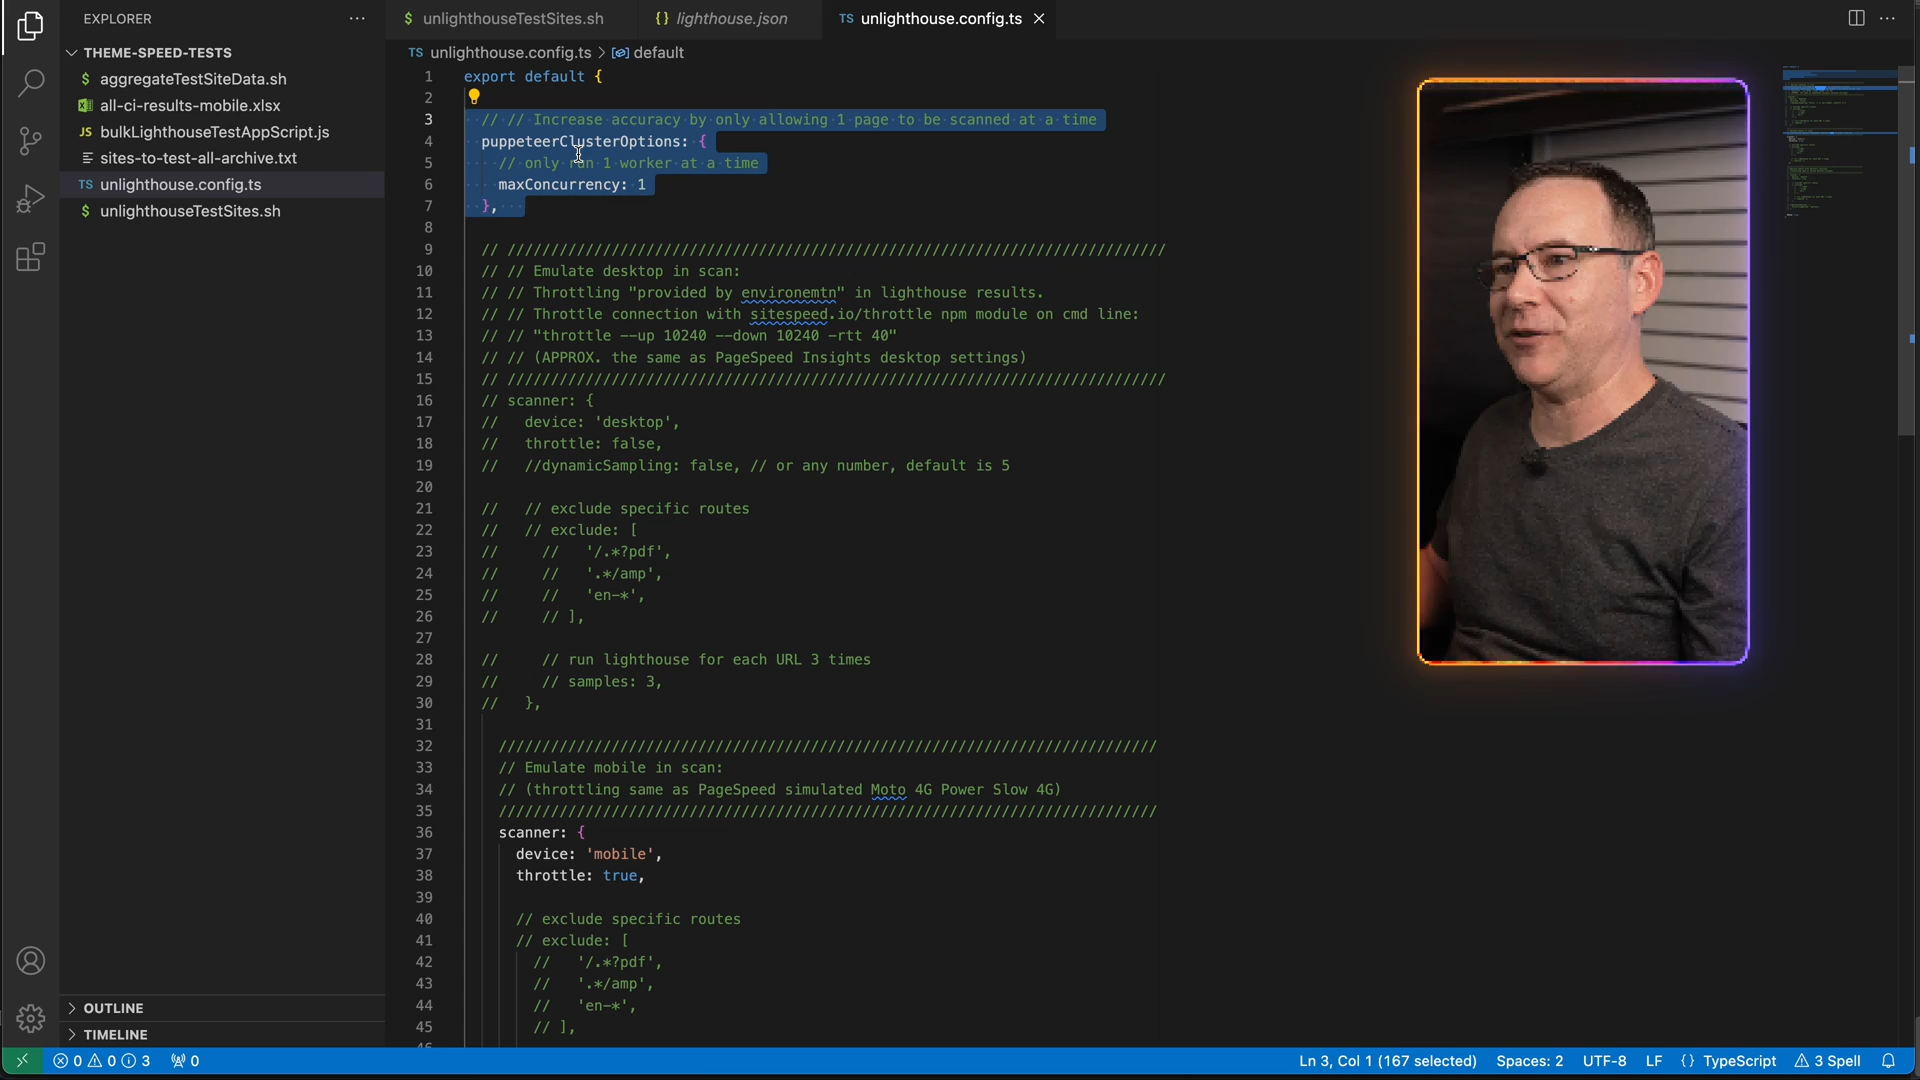 EXPLORER
THEME-SPEED-TESTS
$ aggregateTestSiteData.sh
all-ci-results-mobile.xlsx
JS bulkLighthouseTestAppScript.js
sites-to-test-all-archive.txt
TS unlighthouse.config.ts
$ unlighthouseTestSites.sh
OUTLINE
TIMELINE
$ unlighthouseTestSites.sh
{} lighthouse.json
TS unlighthouse.config.ts
TS unlighthouse.config.ts > default
1 export default {
2
3 // // Increase accuracy by only allowing 1 page to be scanned at a time
4 puppeteerClusterOptions: {
5 // only run 1 worker at a time
6 maxConcurrency: 1
7 },
8
9 // ////////////////////////////////////////////////////////////////////////////
10 // // Emulate desktop in scan:
11 // // Throttling "provided by environemtn" in lighthouse results.
12 // // Throttle connection with sitespeed.io/throttle npm module on cmd line:
13 // // "throttle --up 10240 --down 10240 -rtt 40"
14 // // (APPROX. the same as PageSpeed Insights desktop settings)
15 // ////////////////////////////////////////////////////////////////////////////
16 // scanner: {
17 // device: 'desktop',
18 // throttle: false,
19 // //dynamicSampling: false, // or any number, default is 5
20
21 // // exclude specific routes
22 // // exclude: [
23 // // '/.*?pdf',
24 // // '.*/amp',
25 // // 'en-*',
26 // // ],
27
28 // // run lighthouse for each URL 3 times
29 // // samples: 3,
30 // },
31
32 ////////////////////////////////////////////////////////////////////////////
33 // Emulate mobile in scan:
34 // (throttling same as PageSpeed simulated Moto 4G Power Slow 4G)
35 ////////////////////////////////////////////////////////////////////////////
36 scanner: {
37 device: 'mobile',
38 throttle: true,
39
40 // exclude specific routes
41 // exclude: [
42 // '/.*?pdf',
43 // '.*/amp',
44 // 'en-*',
45 // ],
0 0 3 0
Ln 3, Col 1 (167 selected) Spaces: 2 UTF-8 LF {} TypeScript 3 Spell